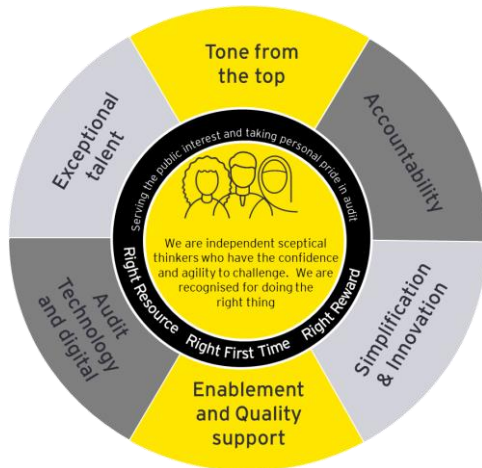 Tone from
the top
Accountability
Simplification
& Innovation
Enablement
and Quality
support
Audit
Technology
and digital
Exceptional
talent
Serving the public interest and taking personal pride in audit
We are independent sceptical
thinkers who have the confidence
and agility to challenge. We are
recognised for doing the
right thing
Right Resource Right First Time Right Reward